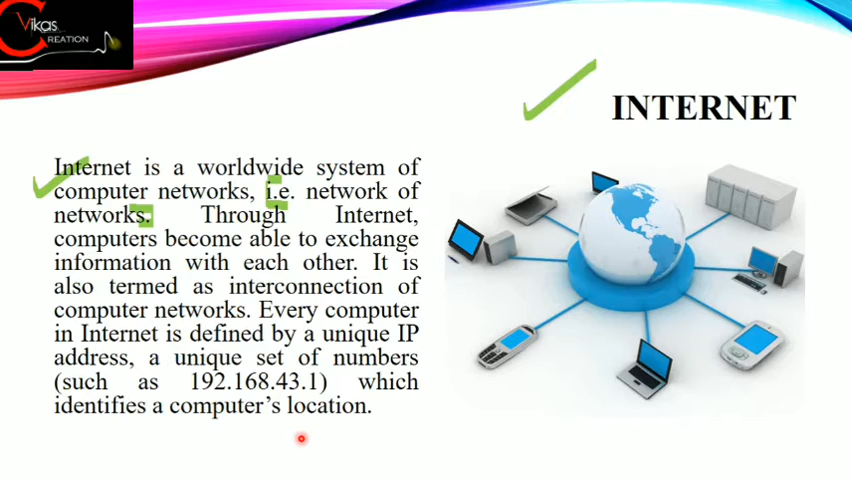 Vikas
CREATION
INTERNET
Internet is a worldwide system of
computer networks, i.e. network of
networks. Through Internet,
computers become able to exchange
information with each other. It is
also termed as interconnection of
computer networks. Every computer
in Internet is defined by a unique IP
address, a unique set of numbers
(such as 192.168.43.1) which
identifies a computer’s location.